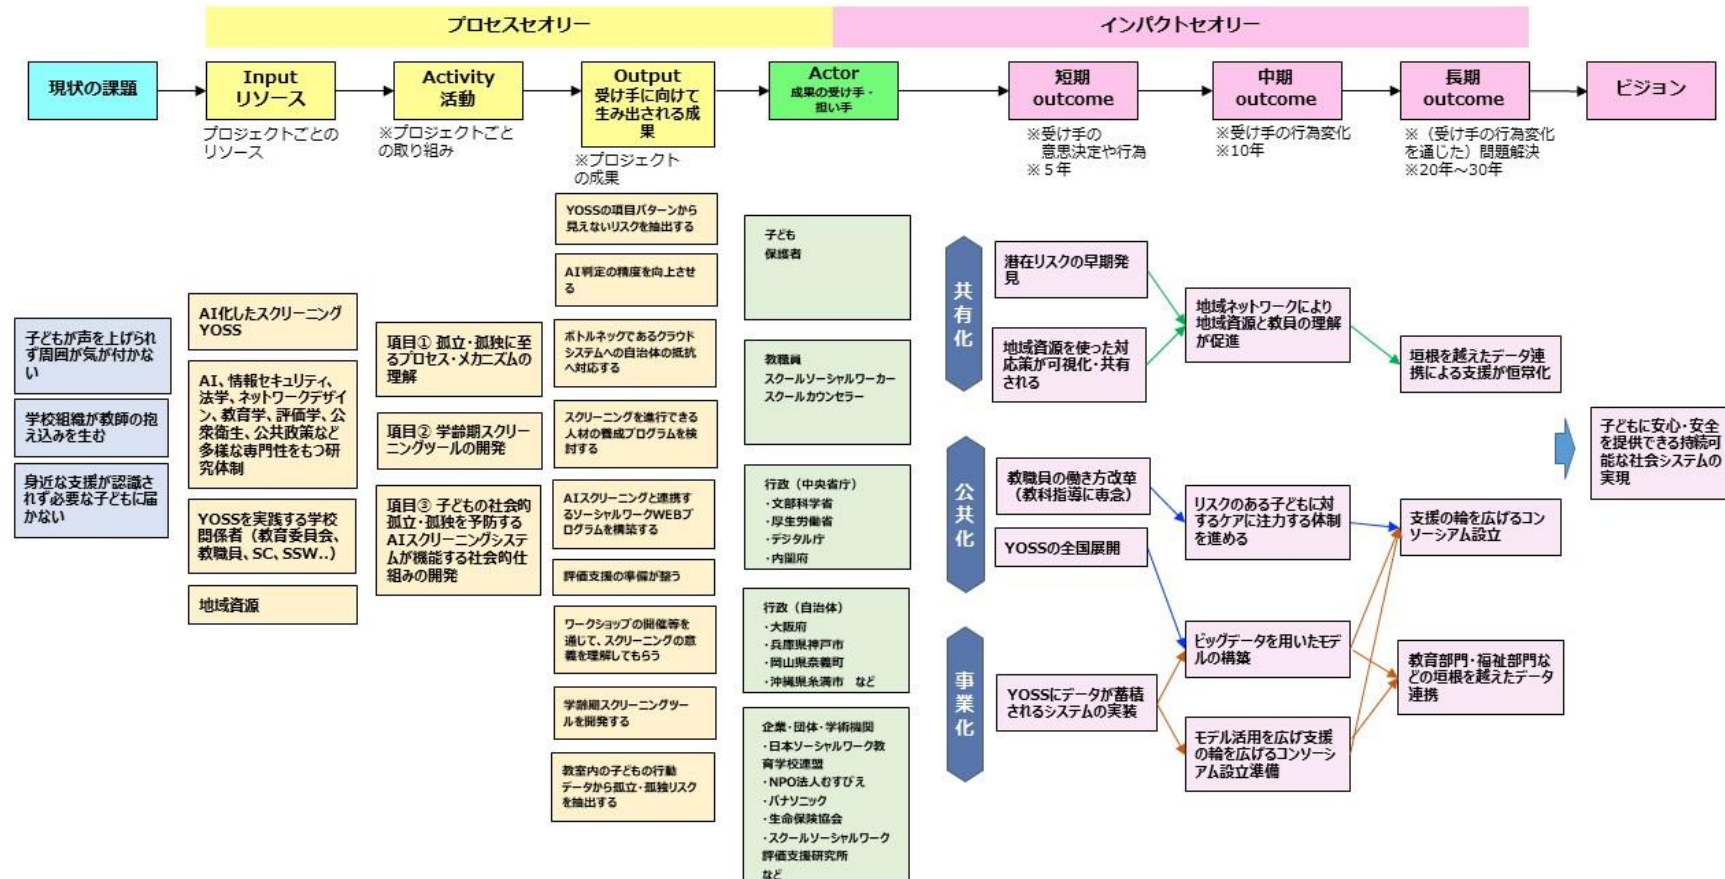 プロセスセオリー
インパクトセオリー
現状の課題
Input
リソース
プロジェクトごとの
リソース
Activity
活動
※プロジェクトごと
の取り組み
Output
受け手に向けて
生み出される成
果
※プロジェクト
の成果
Actor
成果の受け手・
担い手
短期
outcome
※受け手の
意思決定や行為
※５年
中期
outcome
※受け手の行為変化
※10年
長期
outcome
※（受け手の行為変化
を通じた）問題解決
※20年～30年
ビジョン
子どもが声を上げられ
ず周囲が気が付かな
い
学校組織が教師の抱
え込みを生む
身近な支援が認識さ
れず必要な子どもに届
かない
AI化したスクリーニング
YOSS
AI、情報セキュリティ、
法学、ネットワークデザイ
ン、教育学、評価学、公
衆衛生、公共政策など
多様な専門性をもつ研
究体制
YOSSを実践する学校
関係者（教育委員会、
教職員、SC、SSW‥）
地域資源
項目① 孤立・孤独に至
るプロセス・メカニズムの
理解
項目② 学齢期スクリー
ニングツールの開発
項目③ 子どもの社会的
孤立・孤独を予防する
AIスクリーニングシステ
ムが機能する社会的仕
組みの開発
YOSSの項目パターンから
見えないリスクを抽出する
AI判定の精度を向上させ
る
ボトルネックであるクラウド
システムへの自治体の抵抗
へ対応する
スクリーニングを進行できる
人材の養成プログラムを検
討する
AIスクリーニングと連携す
るソーシャルワークWEBプ
ログラムを構築する
評価支援の準備が整う
ワークショップの開催等を
通じて、スクリーニングの意
義を理解してもらう
学齢期スクリーニングツー
ルを開発する
教室内の子どもの行動
データから孤立・孤独リスク
を抽出する
子ども
保護者
教職員
スクールソーシャルワーカー
スクールカウンセラー
行政（中央省庁）
・文部科学省
・厚生労働省
・デジタル庁
・内閣府
行政（自治体）
・大阪府
・兵庫県神戸市
・岡山県奈義町
・沖縄県糸満市　など
企業・団体・学術機関
・日本ソーシャルワーク教
育学校連盟
・NPO法人むすびえ
・パナソニック
・生命保険協会
・スクールソーシャルワーク
評価支援研究所
など
共有化
公共化
事業化
潜在リスクの早期発
見
地域資源を使った対
応策が可視化・共有
される
教職員の働き方改革
（教科指導に専念）
YOSSの全国展開
YOSSにデータが蓄積
されるシステムの実装
地域ネットワークにより
地域資源と教員の理解
が促進
リスクのある子どもに対
するケアに注力する体制
を進める
ビッグデータを用いたモデ
ルの構築
モデル活用を広げ支援
の輪を広げるコンソーシ
アム設立準備
垣根を越えたデータ連
携による支援が恒常化
支援の輪を広げるコン
ソーシアム設立
教育部門・福祉部門な
どの垣根を越えたデータ
連携
子どもに安心・安全
を提供できる持続可
能な社会システムの
実現